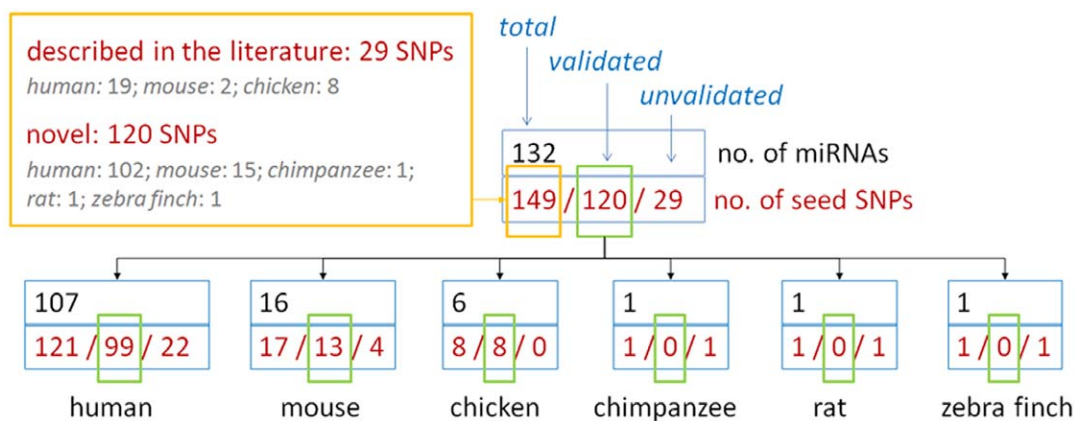 described in the literature: 29 SNPs
human: 19; mouse: 2; chicken: 8
novel: 120 SNPs
human: 102; mouse: 15; chimpanzee: 1;
rat: 1; zebra finch: 1
total
validated
unvalidated
132 no. of miRNAs
149 / 120 / 29 no. of seed SNPs
107 16 6 1 1 1
121 / 99 / 22 17 / 13 / 4 8 / 8 / 0 1 / 0 / 1 1 / 0 / 1 1 / 0 / 1
human mouse chicken chimpanzee rat zebra finch